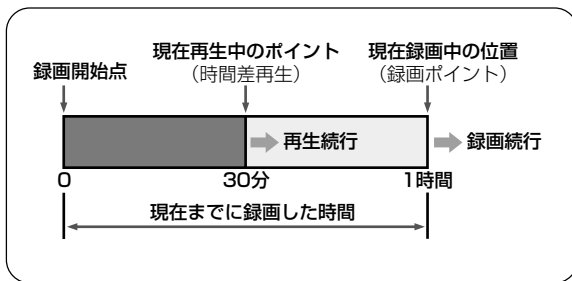 現在再生中のポイント
（時間差再生）
現在録画中の位置
（録画ポイント）
録画開始点
再生続行
録画続行
0
30分
1時間
現在までに録画した時間